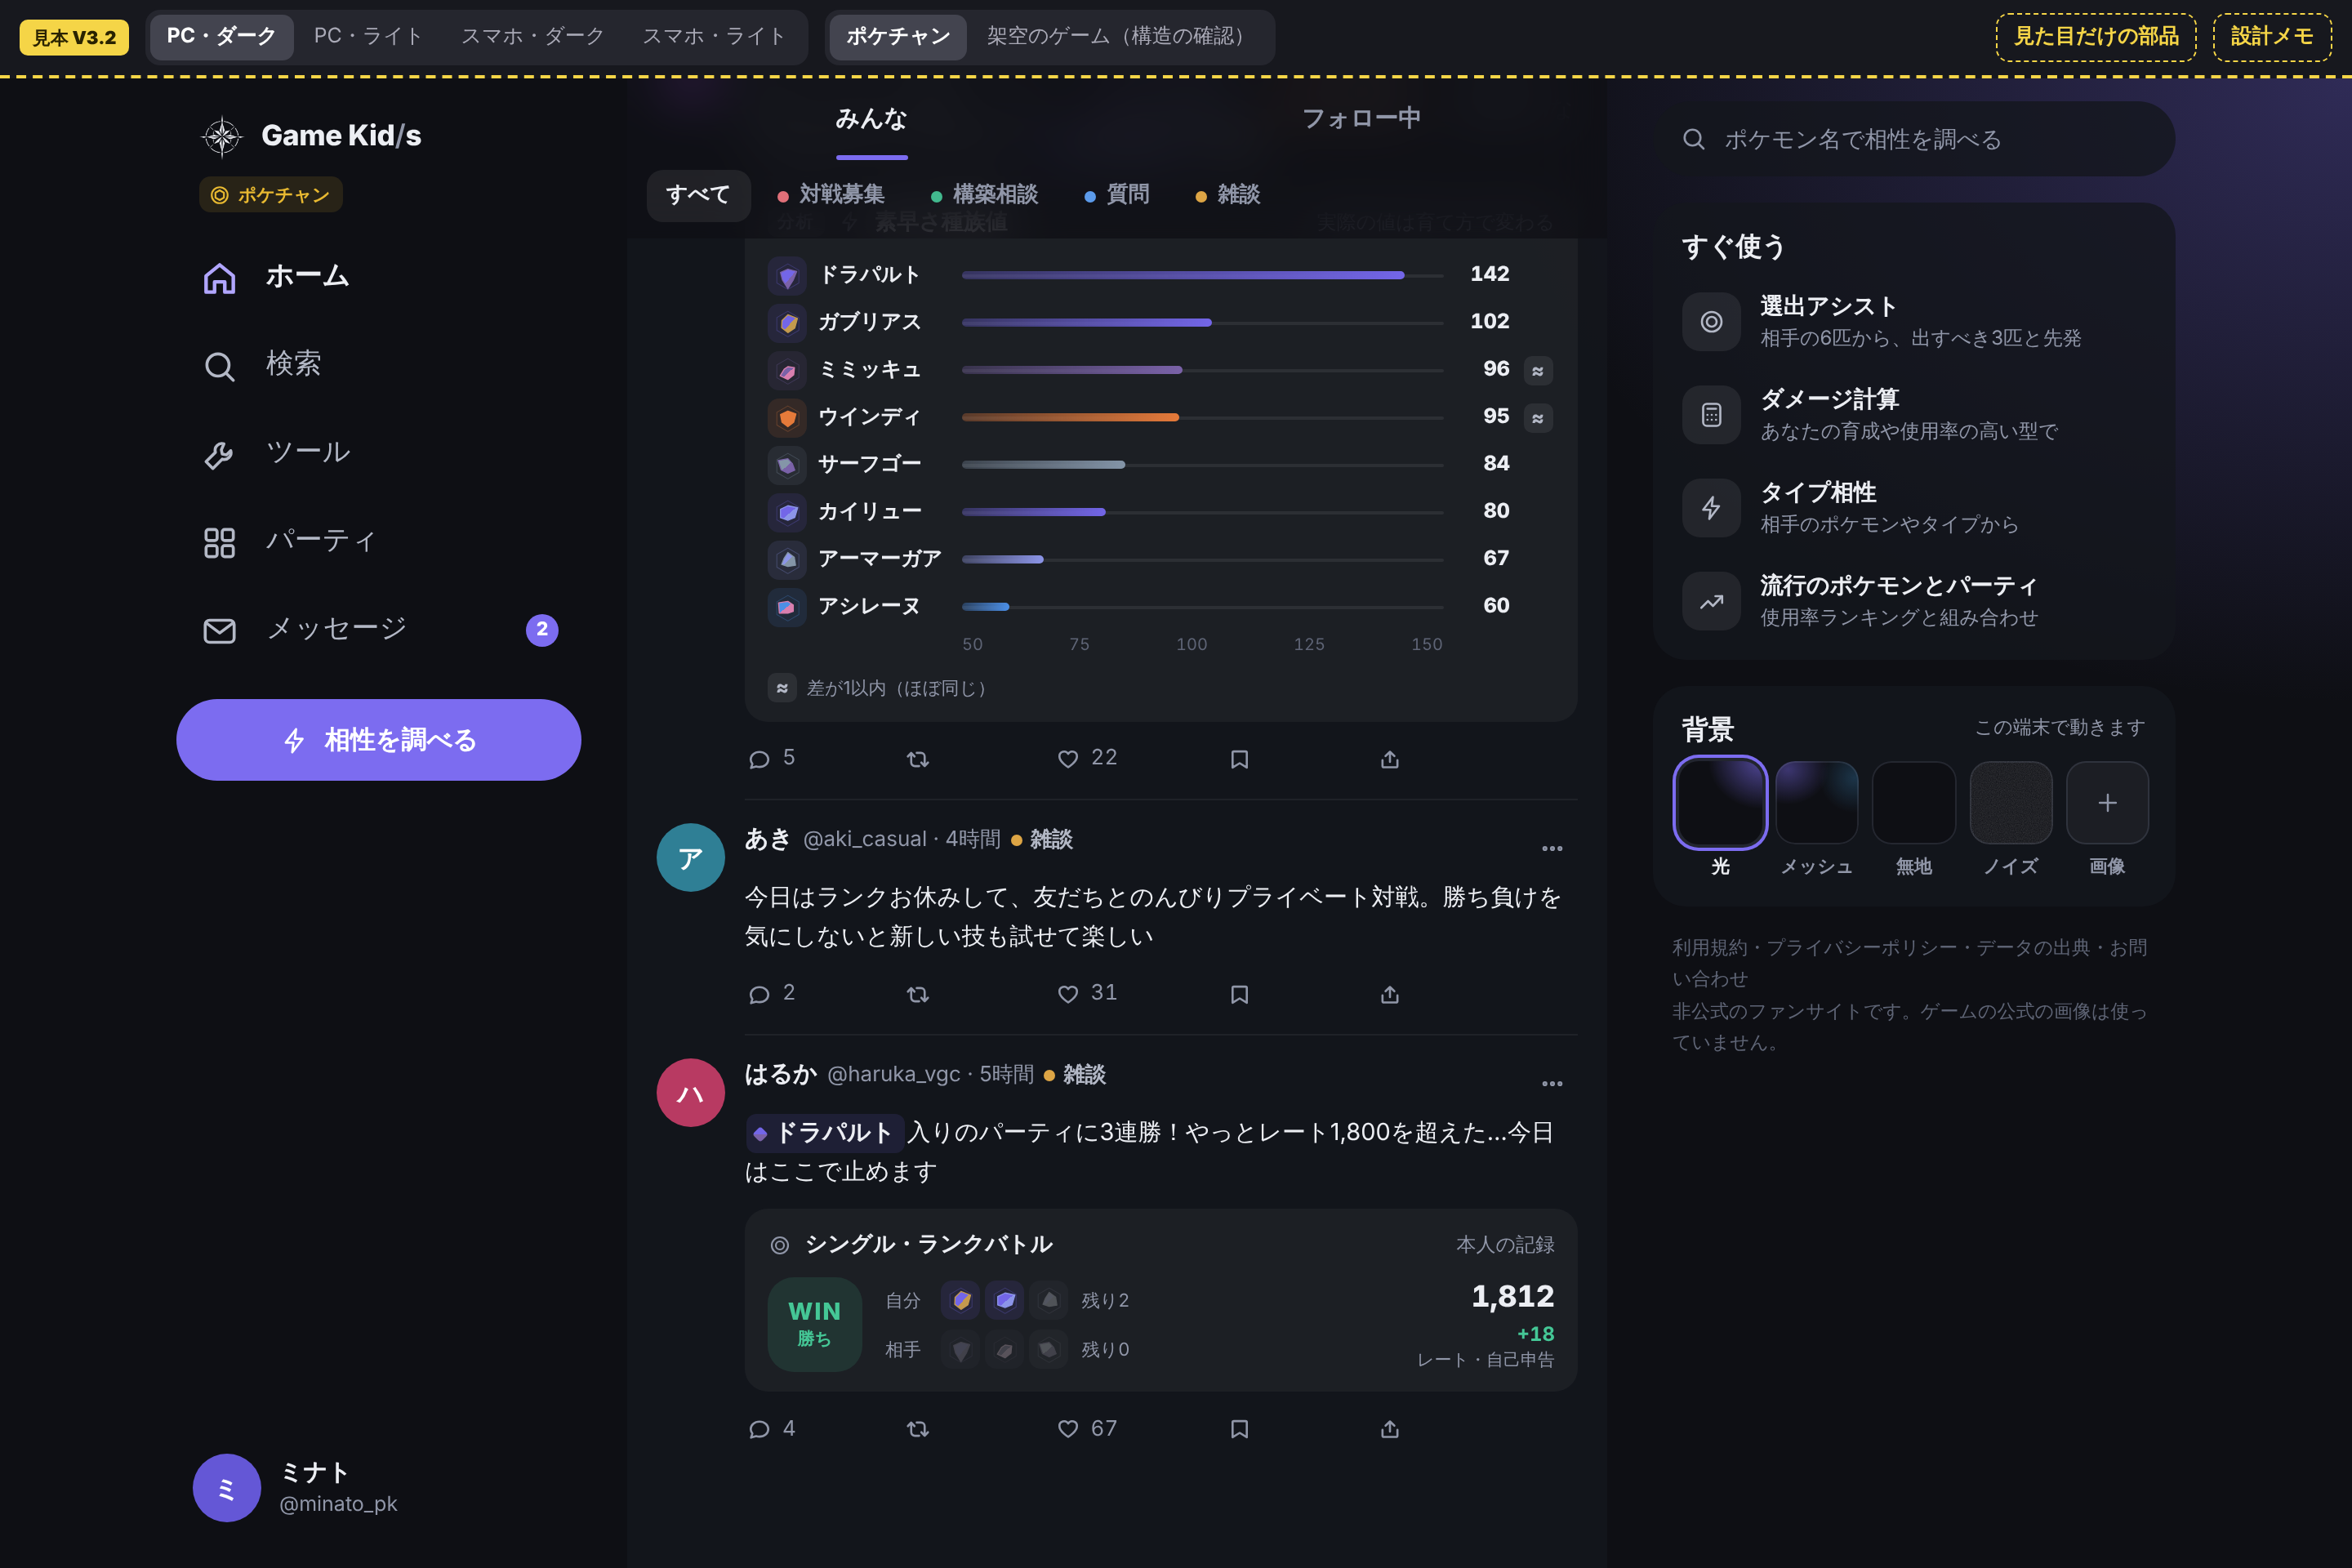 見本 V3.2
PC・ダーク
PC・ライト
スマホ・ダーク
スマホ・ライト
ポケチャン
架空のゲーム（構造の確認）
見た目だけの部品
設計メモ
Game Kid/s
ポケチャン
ホーム
検索
ツール
パーティ
メッセージ
2
相性を調べる
ミ
ミナト
@minato_pk
みんな
フォロー中
すべて
対戦募集
構築相談
質問
雑談
分析
素早さ種族値
実際の値は育て方で変わる
ドラパルト 142
ガブリアス 102
ミミッキュ 96 ≈
ウインディ 95 ≈
サーフゴー 84
カイリュー 80
アーマーガア 67
アシレーヌ 60
50 75 100 125 150
≈ 差が1以内（ほぼ同じ）
5 22
ア
あき @aki_casual · 4時間 雑談
今日はランクお休みして、友だちとのんびりプライベート対戦。勝ち負けを
気にしないと新しい技も試せて楽しい
2 31
ハ
はるか @haruka_vgc · 5時間 雑談
ドラパルト 入りのパーティに3連勝！やっとレート1,800を超えた…今日
はここで止めます
シングル・ランクバトル
本人の記録
WIN
勝ち
自分 残り2
相手 残り0
1,812
+18
レート・自己申告
4 67
ポケモン名で相性を調べる
すぐ使う
選出アシスト
相手の6匹から、出すべき3匹と先発
ダメージ計算
あなたの育成や使用率の高い型で
タイプ相性
相手のポケモンやタイプから
流行のポケモンとパーティ
使用率ランキングと組み合わせ
背景
この端末で動きます
光
メッシュ
無地
ノイズ
画像
利用規約・プライバシーポリシー・データの出典・お問
い合わせ
非公式のファンサイトです。ゲームの公式の画像は使っ
ていません。